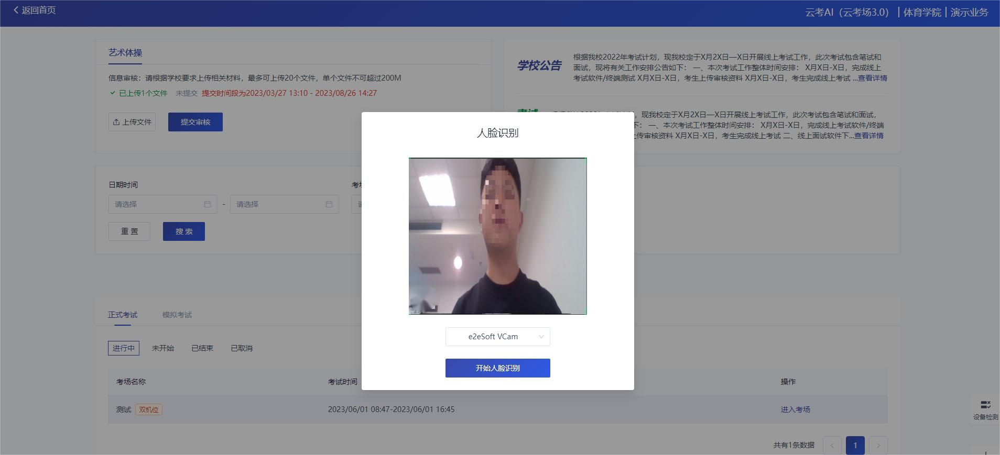 返回首页
云考AI（云考场3.0） | 体育学院 | 演示业务
艺术体操
信息审核：请根据学校要求上传相关材料，最多可上传20个文件，单个文件不可超过200M
已上传1个文件 未提交 提交时间段为2023/03/27 13:10 - 2023/08/26 14:27
上传文件 提交审核
学校公告
根据我校2022年考试计划，现我校定于X月2X日—X日开展线上考试工作，此次考试包含笔试和
面试，现将有关工作安排公告如下： 一、本次考试工作整体时间安排： X月X日-X日，完成线上
考试软件/终端测试 X月X日-X日，考生上传审核资料 X月X日-X日，考生完成线上考试 ...查看详情
，现我校定于X月2X日—X日开展线上考试工作，此次考试包含笔试和面试，
下： 一、本次考试工作整体时间安排： X月X日-X日，完成线上考试软件/终端
上传审核资料 X月X日-X日，考生完成线上考试 二、线上面试软件下...查看详情
日期时间
请选择 - 请选择
重 置 搜 索
人脸识别
e2eSoft VCam
开始人脸识别
正式考试 模拟考试
进行中 未开始 已结束 已取消
考场名称 考试时间 操作
测试 双机位 2023/06/01 08:47-2023/06/01 16:45 进入考场
共有1条数据 < 1 >
设备检测